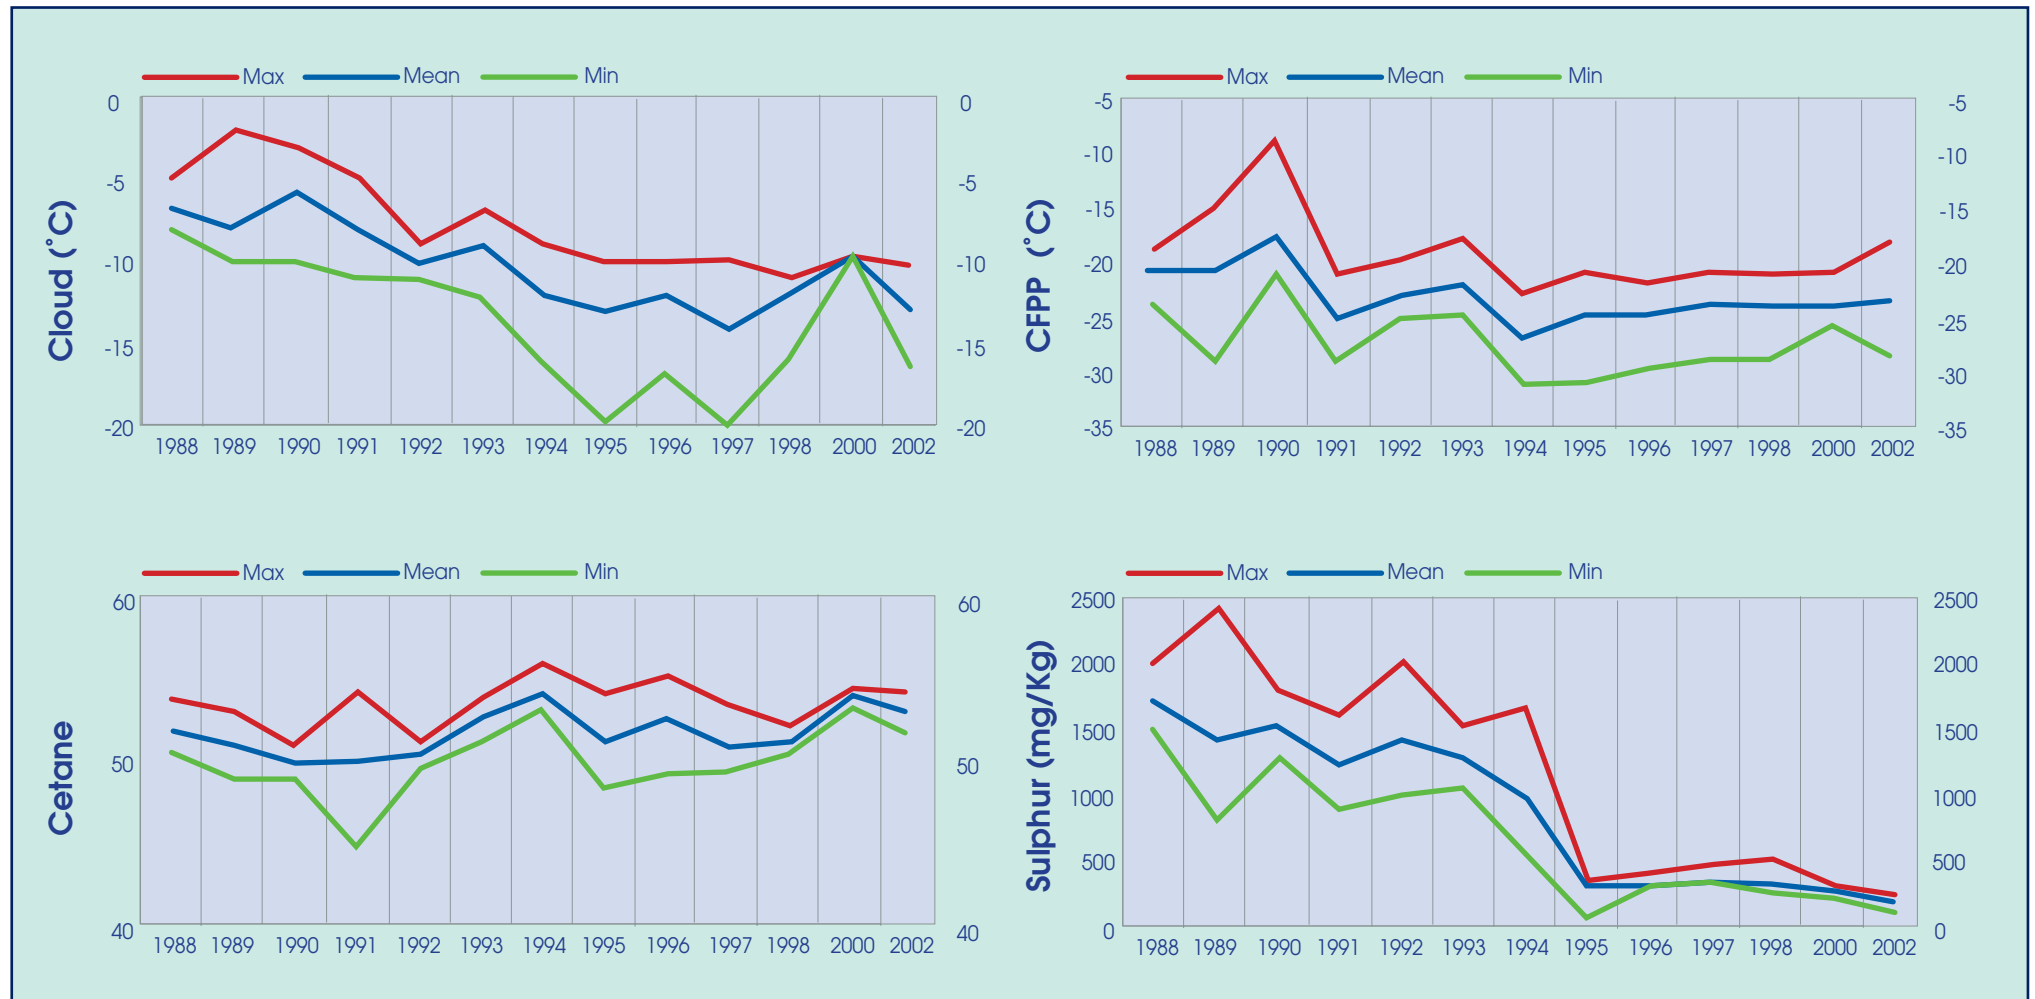 Max Mean Min
0 0
-5 -5
-10 -10
-15 -15
-20 -20
Cloud (˚C)
1988 1989 1990 1991 1992 1993 1994 1995 1996 1997 1998 2000 2002
Max Mean Min
-5 -5
-10 -10
-15 -15
-20 -20
-25 -25
-30 -30
-35 -35
CFPP (˚C)
1988 1989 1990 1991 1992 1993 1994 1995 1996 1997 1998 2000 2002
Max Mean Min
60 60
50 50
40 40
Cetane
1988 1989 1990 1991 1992 1993 1994 1995 1996 1997 1998 2000 2002
Max Mean Min
2500 2500
2000 2000
1500 1500
1000 1000
500 500
0 0
Sulphur (mg/Kg)
1988 1989 1990 1991 1992 1993 1994 1995 1996 1997 1998 2000 2002